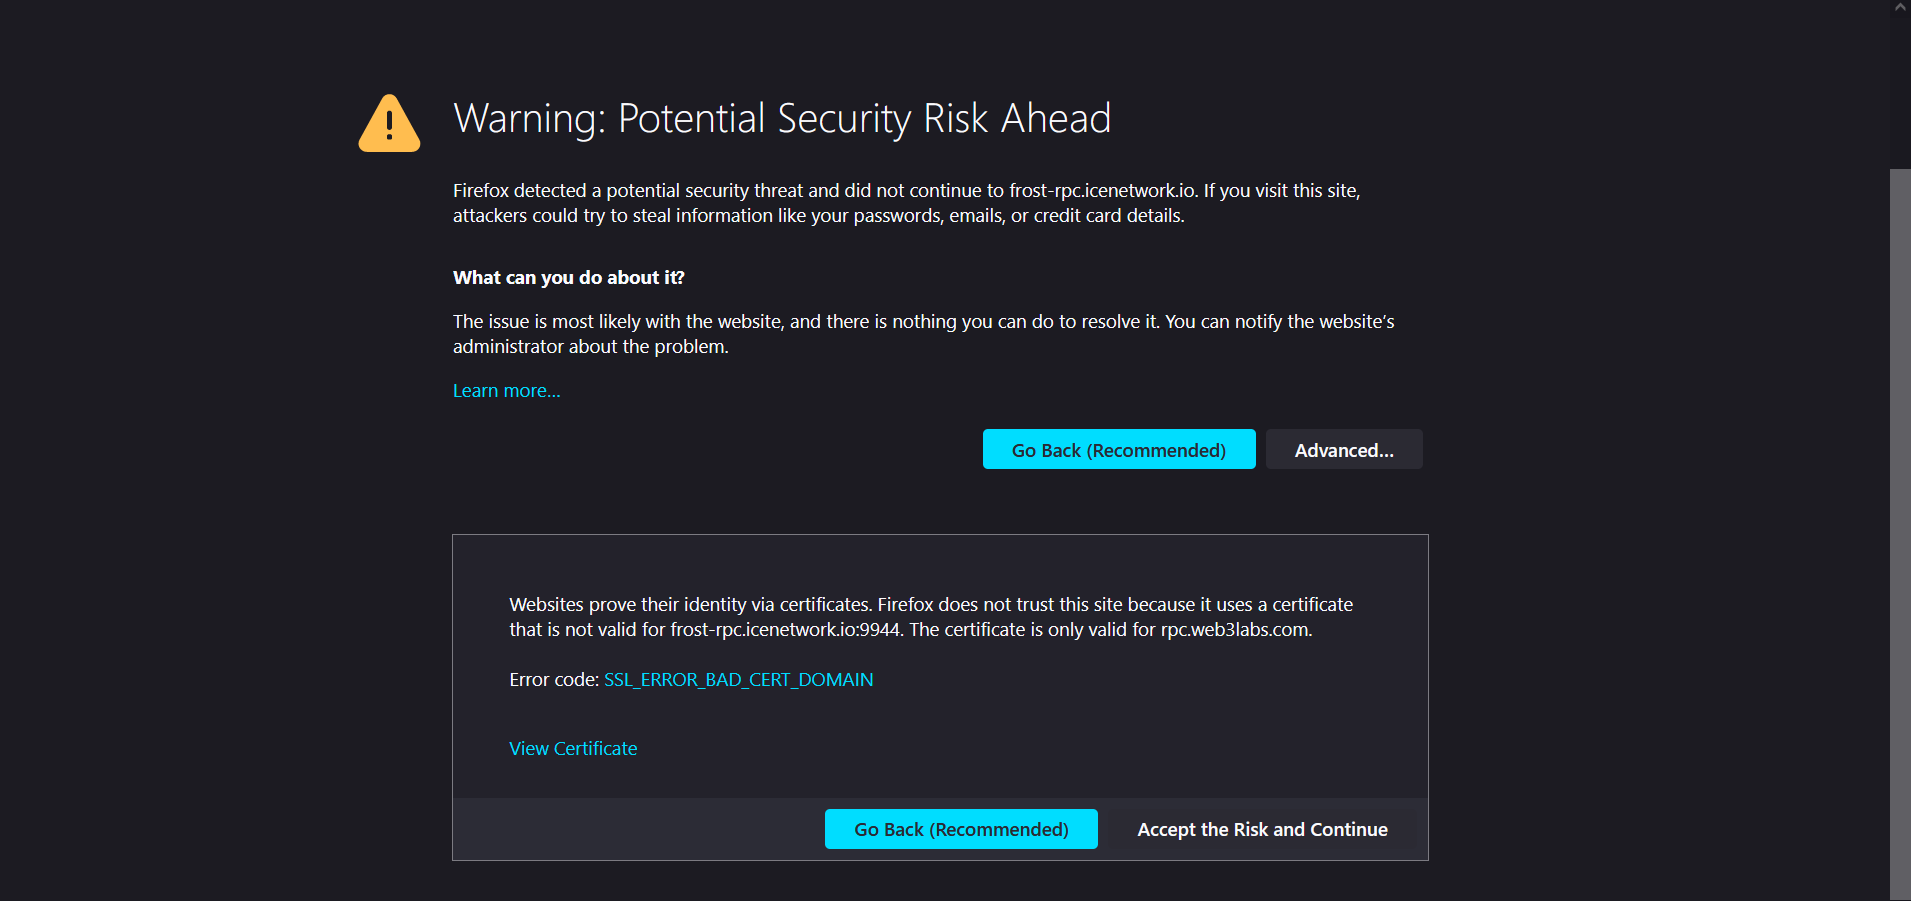 Warning: Potential Security Risk Ahead
Firefox detected a potential security threat and did not continue to frost-rpc.icenetwork.io. If you visit this site,
attackers could try to steal information like your passwords, emails, or credit card details.
What can you do about it?
The issue is most likely with the website, and there is nothing you can do to resolve it. You can notify the website’s
administrator about the problem.
Learn more...
Go Back (Recommended)
Advanced...
Websites prove their identity via certificates. Firefox does not trust this site because it uses a certificate
that is not valid for frost-rpc.icenetwork.io:9944. The certificate is only valid for rpc.web3labs.com.
Error code: SSL_ERROR_BAD_CERT_DOMAIN
View Certificate
Go Back (Recommended)
Accept the Risk and Continue